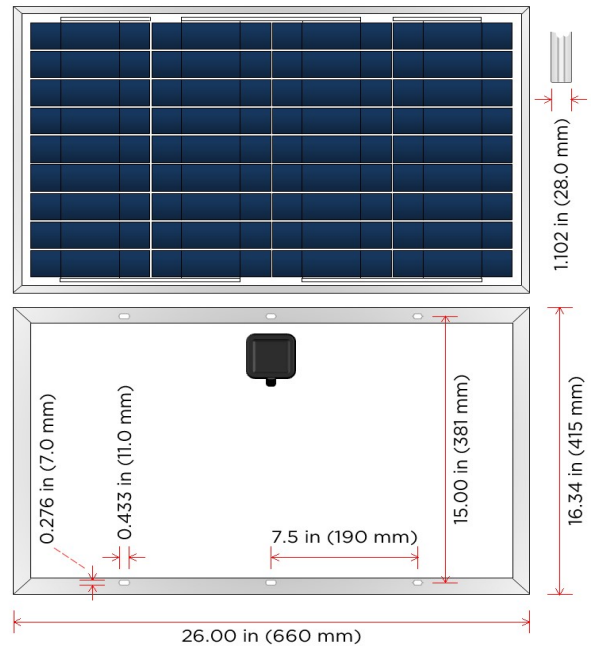 1.102 in (28.0 mm)
0.276 in (7.0 mm)
0.433 in (11.0 mm)
7.5 in (190 mm)
15.00 in (381 mm)
16.34 in (415 mm)
26.00 in (660 mm)